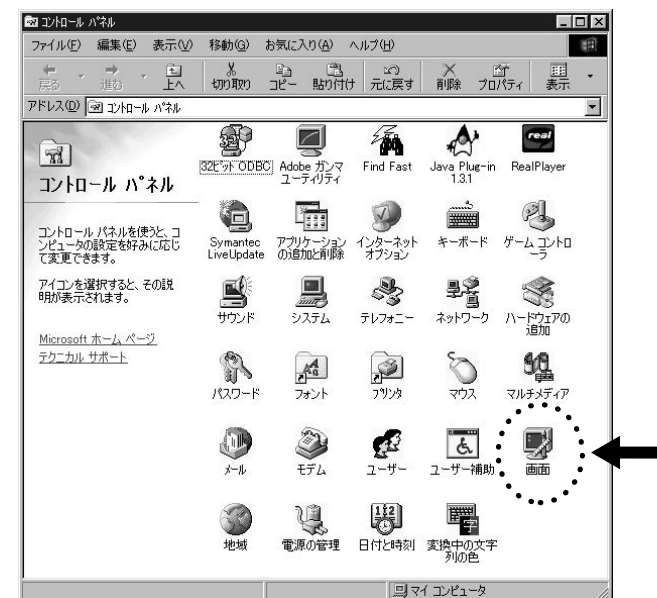 コントロール パネル
ファイル(F) 編集(E) 表示(V) 移動(G) お気に入り(A) ヘルプ(H)
戻る 進む 上へ 切り取り コピー 貼り付け 元に戻す 削除 プロパティ 表示
アドレス(D) コントロール パネル
コントロール パネル
コントロール パネルを使うと、コ
ンピュータの設定を好みに応じ
て変更できます。
アイコンを選択すると、その説
明が表示されます。
Microsoft ホーム ページ
テクニカル サポート
32ビット ODBC
Adobe ガンマ
ユーティリティ
Find Fast
Java Plug-in
1.3.1
real
RealPlayer
Symantec
LiveUpdate
アプリケーション
の追加と削除
インターネット
オプション
キーボード
ゲーム コントロ
ーラ
サウンド
システム
テレフォニー
ネットワーク
ハードウェアの
追加
パスワード
フォント
プリンタ
マウス
マルチメディア
メール
モデム
ユーザー
ユーザー補助
画面
地域
電源の管理
日付と時刻
変換中の文字
列の色
マイ コンピュータ